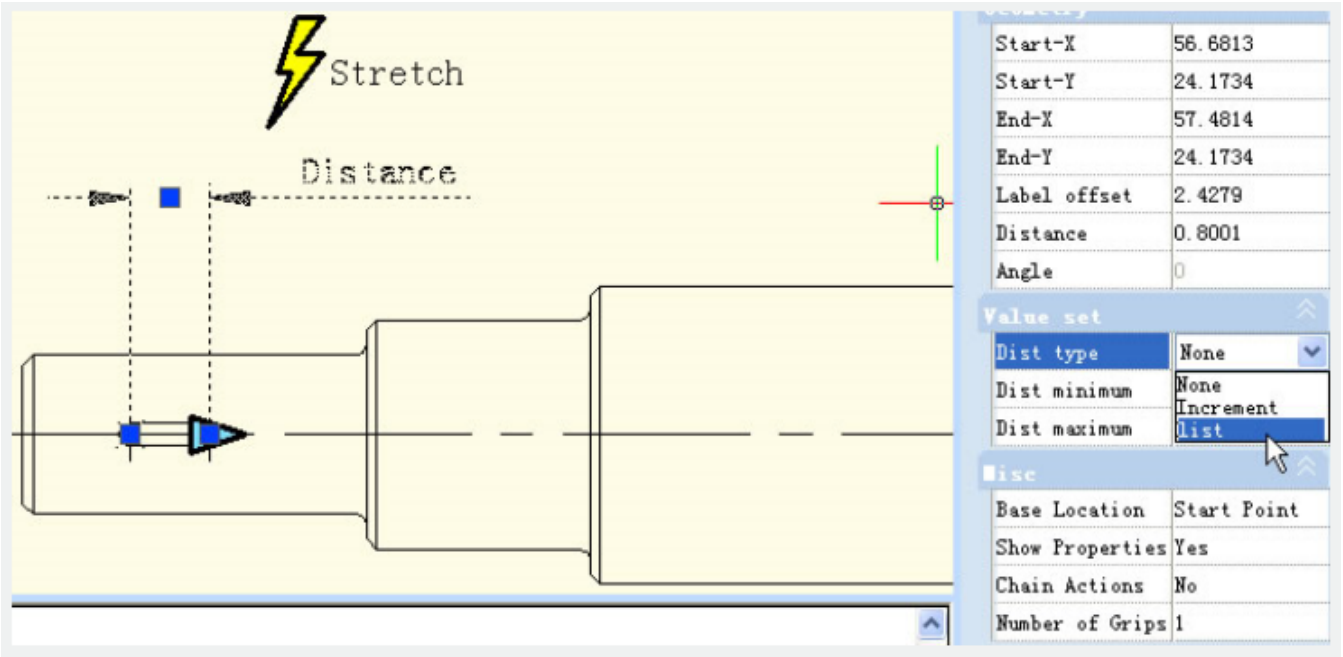 Stretch
Distance
Geometry
Start-X 56.6813
Start-Y 24.1734
End-X 57.4814
End-Y 24.1734
Label offset 2.4279
Distance 0.8001
Angle 0
Value set
Dist type None
Dist minimum None
Increment
Dist maximum list
Misc
Base Location Start Point
Show Properties Yes
Chain Actions No
Number of Grips 1